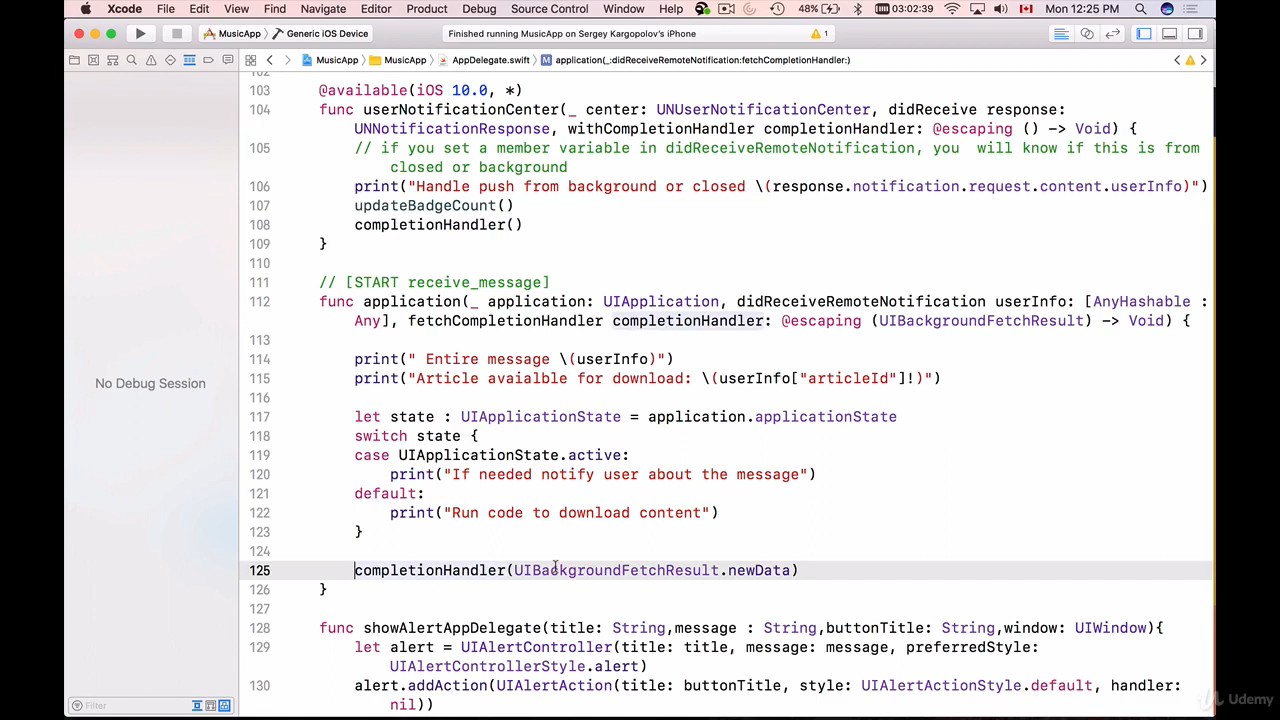 Xcode File Edit View Find Navigate Editor Product Debug Source Control Window Help 48% 03:02:39 Mon 12:25 PM
MusicApp Generic iOS Device Finished running MusicApp on Sergey Kargopolov's iPhone 1
MusicApp MusicApp AppDelegate.swift M application(_:didReceiveRemoteNotification:fetchCompletionHandler:)
103 @available(iOS 10.0, *)
104 func userNotificationCenter(_ center: UNUserNotificationCenter, didReceive response:
UNNotificationResponse, withCompletionHandler completionHandler: @escaping () -> Void) {
105 // if you set a member variable in didReceiveRemoteNotification, you  will know if this is from
closed or background
106 print("Handle push from background or closed \(response.notification.request.content.userInfo)")
107 updateBadgeCount()
108 completionHandler()
109 }
110
111 // [START receive_message]
112 func application(_ application: UIApplication, didReceiveRemoteNotification userInfo: [AnyHashable :
Any], fetchCompletionHandler completionHandler: @escaping (UIBackgroundFetchResult) -> Void) {
113
114 print(" Entire message \(userInfo)")
115 print("Article avaialble for download: \(userInfo["articleId"]!)")
116
117 let state : UIApplicationState = application.applicationState
118 switch state {
119 case UIApplicationState.active:
120 print("If needed notify user about the message")
121 default:
122 print("Run code to download content")
No Debug Session
123 }
124
125 completionHandler(UIBackgroundFetchResult.newData)
126 }
127
128 func showAlertAppDelegate(title: String,message : String,buttonTitle: String,window: UIWindow){
129 let alert = UIAlertController(title: title, message: message, preferredStyle:
UIAlertControllerStyle.alert)
130 alert.addAction(UIAlertAction(title: buttonTitle, style: UIAlertActionStyle.default, handler:
nil))
Filter
Udemy